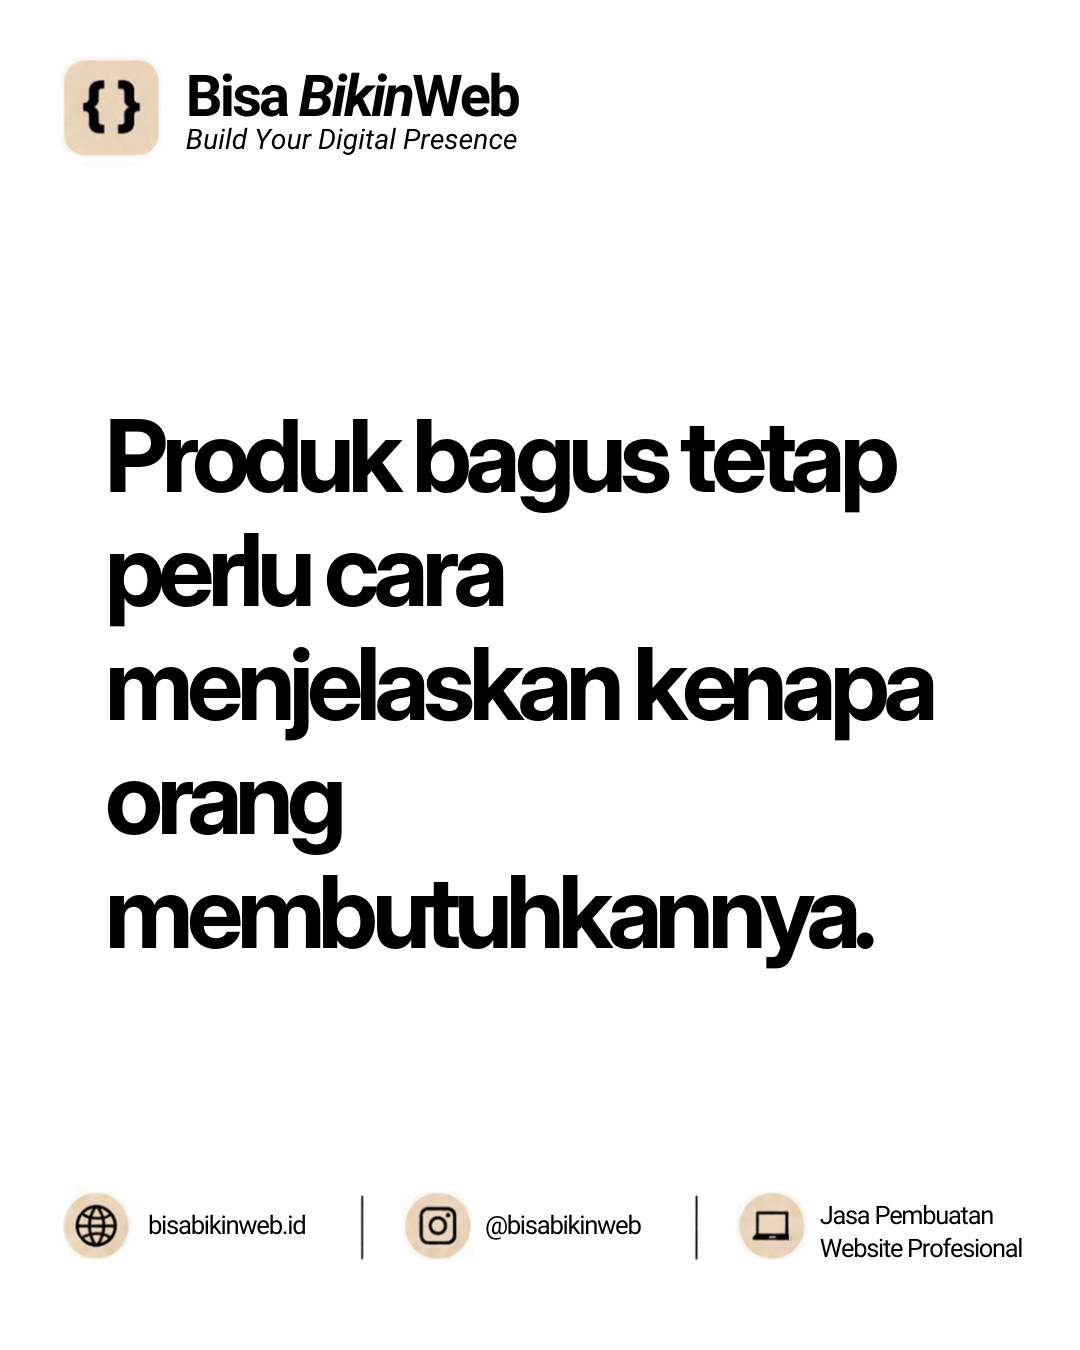 { }
Bisa BikinWeb
Build Your Digital Presence
Produk bagus tetap
perlu cara
menjelaskan kenapa
orang
membutuhkannya.
bisabikinweb.id
@bisabikinweb
Jasa Pembuatan
Website Profesional